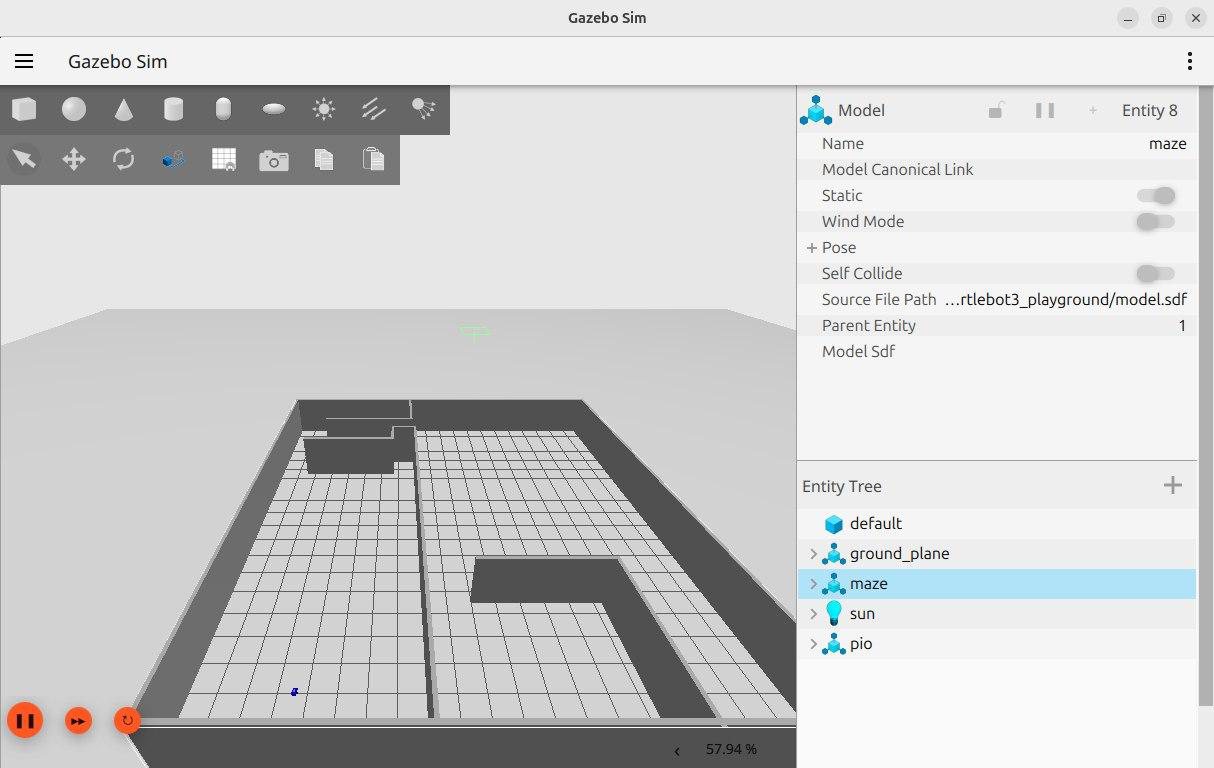 Gazebo Sim
Gazebo Sim
Model
Entity 8
Name
maze
Model Canonical Link
Static
Wind Mode
Pose
Self Collide
Source File Path
...rtlebot3_playground/model.sdf
Parent Entity
1
Model Sdf
Entity Tree
default
ground_plane
maze
sun
pio
57.94 %